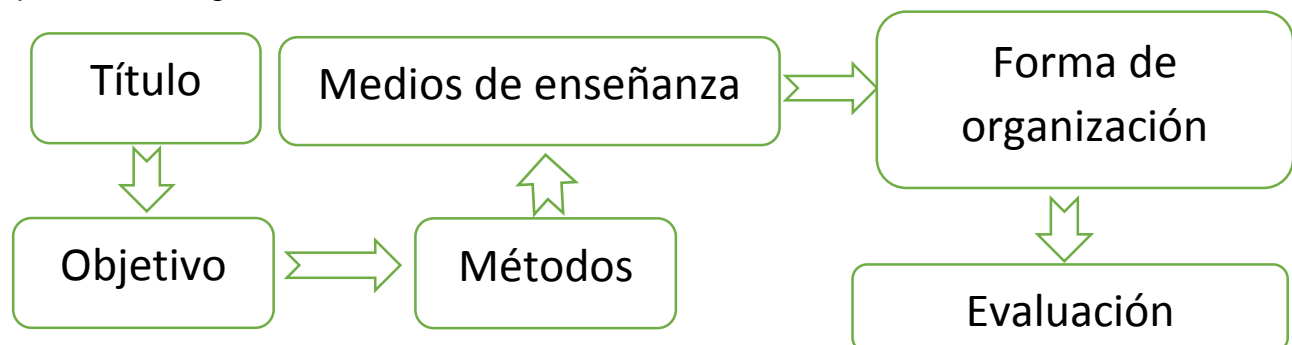 Título
Objetivo
Métodos
Medios de enseñanza
Forma de
organización
Evaluación